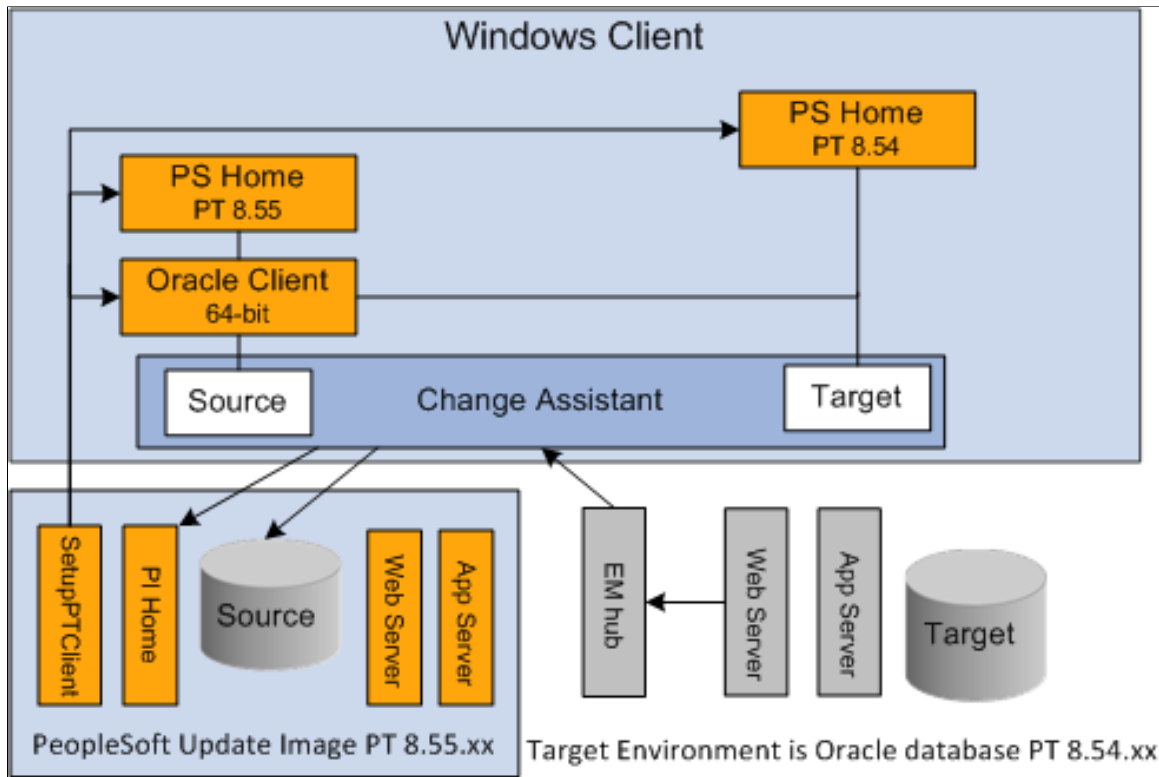 Windows Client
PS Home
PT 8.54
PS Home
PT 8.55
Oracle Client
64-bit
Source
Change Assistant
Target
SetupPTClient
PI Home
Source
Web Server
App Server
EM hub
Web Server
App Server
Target
PeopleSoft Update Image PT 8.55.xx
Target Environment is Oracle database PT 8.54.xx